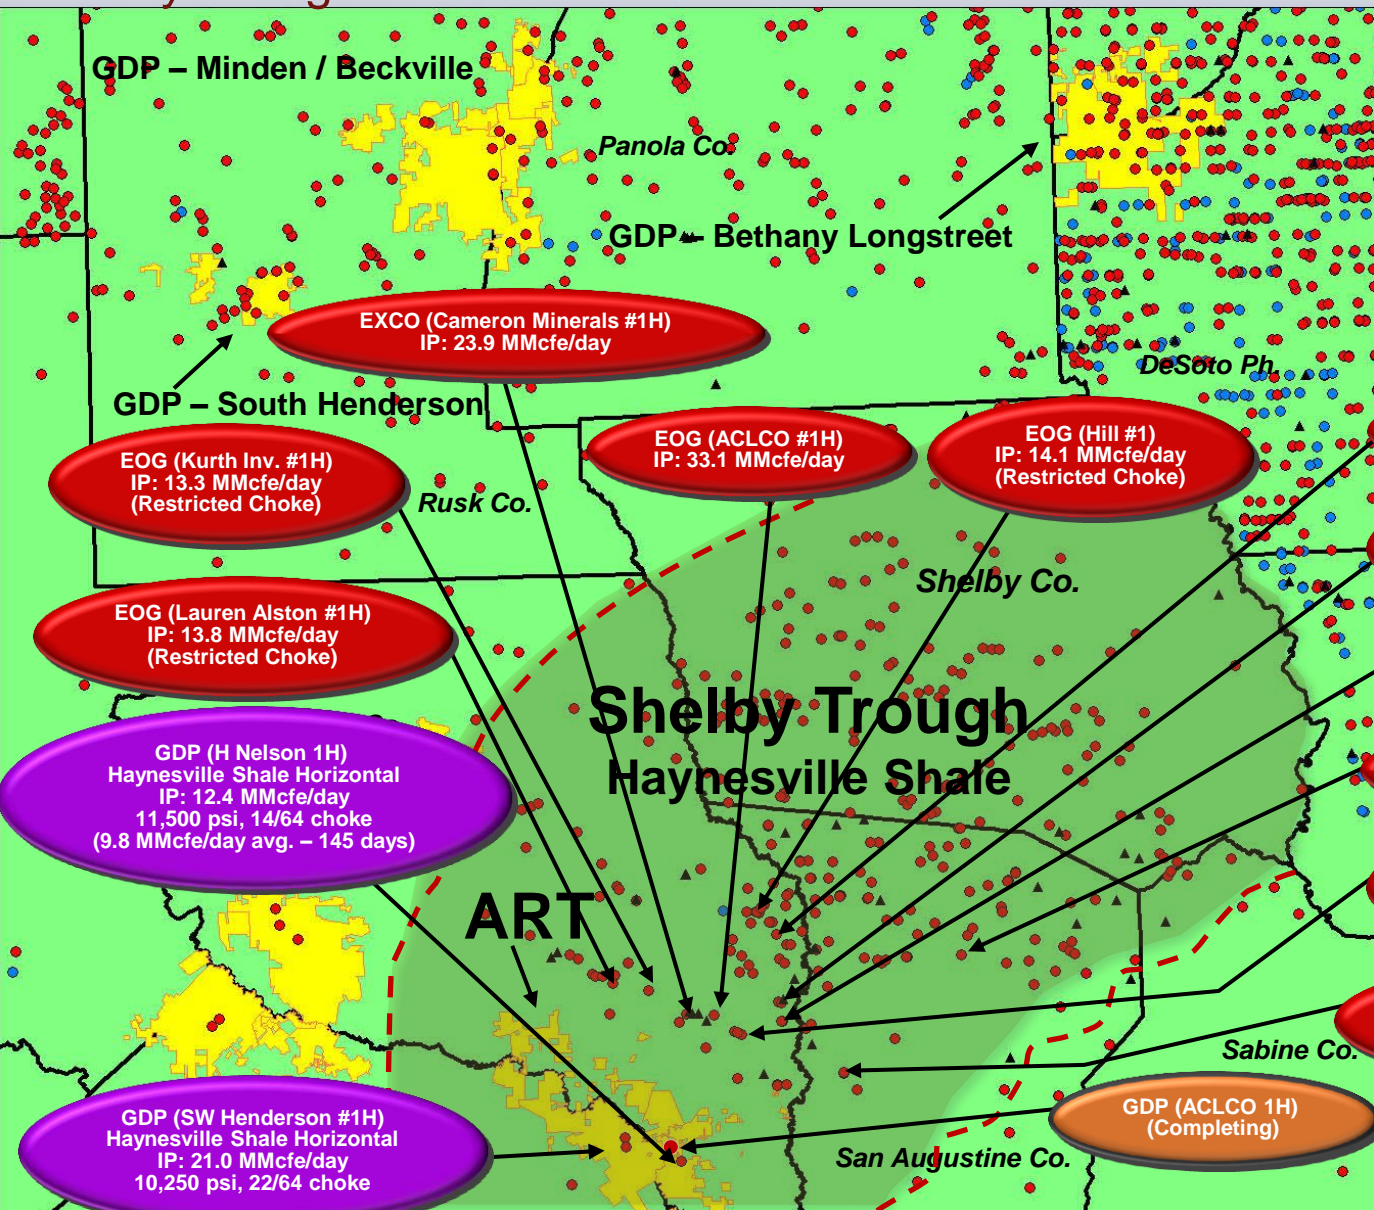 GDP – Minden / Beckville
Panola Co.
GDP – Bethany Longstreet
EXCO (Cameron Minerals #1H)
IP: 23.9 MMcfe/day
DeSoto Ph.
GDP – South Henderson
EOG (Kurth Inv. #1H)
IP: 13.3 MMcfe/day
(Restricted Choke)
Rusk Co.
EOG (ACLCO #1H)
IP: 33.1 MMcfe/day
EOG (Hill #1)
IP: 14.1 MMcfe/day
(Restricted Choke)
Shelby Co.
EOG (Lauren Alston #1H)
IP: 13.8 MMcfe/day
(Restricted Choke)
Shelby Trough
Haynesville Shale
GDP (H Nelson 1H)
Haynesville Shale Horizontal
IP: 12.4 MMcfe/day
11,500 psi, 14/64 choke
(9.8 MMcfe/day avg. – 145 days)
ART
Sabine Co.
GDP (SW Henderson #1H)
Haynesville Shale Horizontal
IP: 21.0 MMcfe/day
10,250 psi, 22/64 choke
GDP (ACLCO 1H)
(Completing)
San Augustine Co.